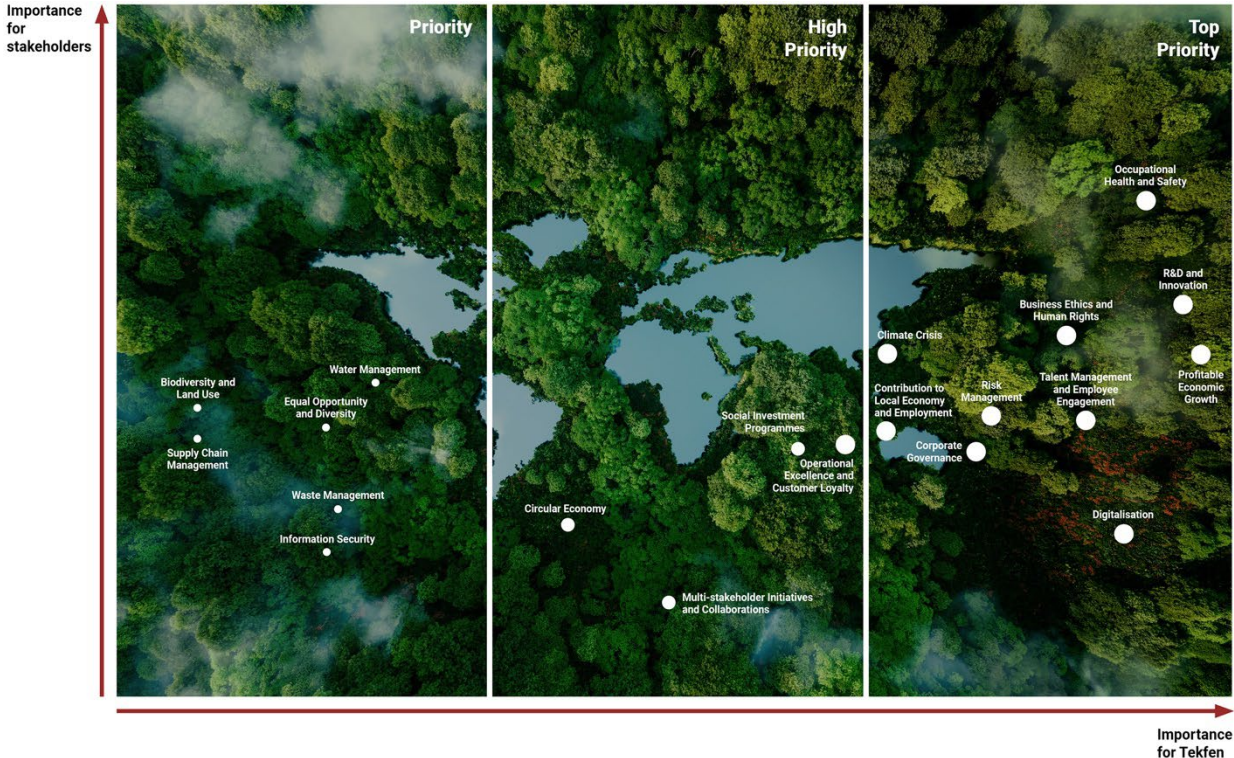 Importance
for
stakeholders
Priority
High
Priority
Top
Priority
Occupational
Health and Safety
R&D and
Innovation
Business Ethics and
Human Rights
Climate Crisis
Profitable
Economic
Growth
Water Management
Biodiversity and
Land Use
Equal Opportunity
and Diversity
Supply Chain
Management
Waste Management
Information Security
Social Investment
Programmes
Operational
Excellence and
Customer Loyalty
Circular Economy
Multi-stakeholder Initiatives
and Collaborations
Contribution to
Local Economy
and Employment
Risk
Management
Talent Management
and Employee
Engagement
Corporate
Governance
Digitalisation
Importance
for Tekfen